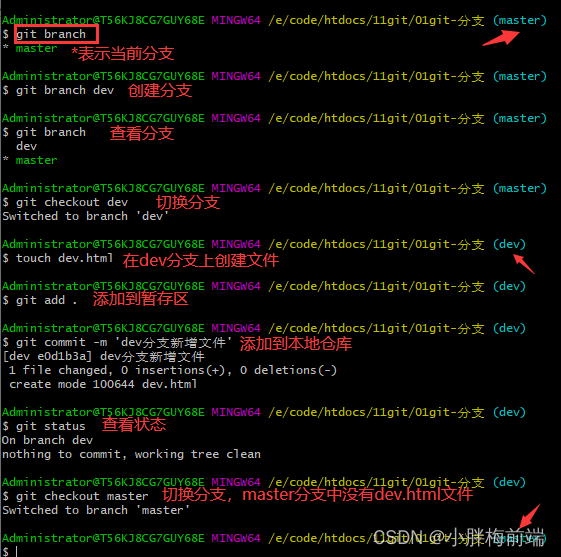 Administrator@T56KJ8CG7GUY68E MINGW64 /e/code/htdocs/11git/01git-分支 (master)
$ git branch
* master *表示当前分支
Administrator@T56KJ8CG7GUY68E MINGW64 /e/code/htdocs/11git/01git-分支 (master)
$ git branch dev 创建分支
Administrator@T56KJ8CG7GUY68E MINGW64 /e/code/htdocs/11git/01git-分支 (master)
$ git branch 查看分支
dev
* master
Administrator@T56KJ8CG7GUY68E MINGW64 /e/code/htdocs/11git/01git-分支 (master)
$ git checkout dev 切换分支
Switched to branch 'dev'
Administrator@T56KJ8CG7GUY68E MINGW64 /e/code/htdocs/11git/01git-分支 (dev)
$ touch dev.html 在dev分支上创建文件
Administrator@T56KJ8CG7GUY68E MINGW64 /e/code/htdocs/11git/01git-分支 (dev)
$ git add . 添加到暂存区
Administrator@T56KJ8CG7GUY68E MINGW64 /e/code/htdocs/11git/01git-分支 (dev)
$ git commit -m 'dev分支新增文件' 添加到本地仓库
[dev e0d1b3a] dev分支新增文件
1 file changed, 0 insertions(+), 0 deletions(-)
create mode 100644 dev.html
Administrator@T56KJ8CG7GUY68E MINGW64 /e/code/htdocs/11git/01git-分支 (dev)
$ git status 查看状态
On branch dev
nothing to commit, working tree clean
Administrator@T56KJ8CG7GUY68E MINGW64 /e/code/htdocs/11git/01git-分支 (dev)
$ git checkout master 切换分支，master分支中没有dev.html文件
Switched to branch 'master'
Administrator@T56KJ8CG7GUY68E MINGW64 /e/code/htdocs/11git/01git-分支 (master)
$
CSDN @小胖梅前端